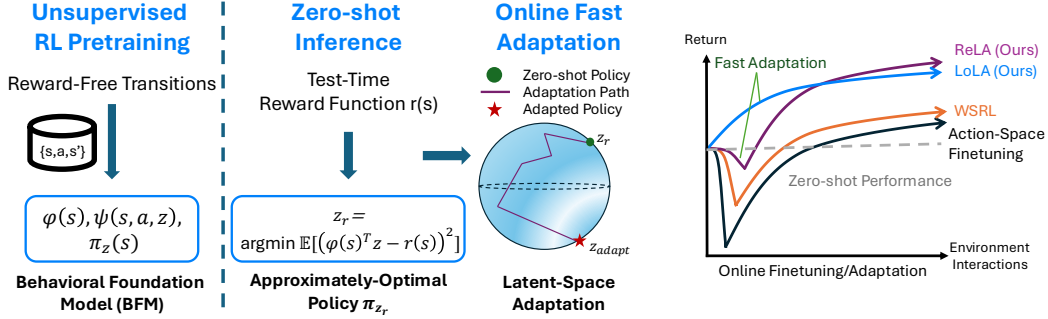 Unsupervised
RL Pretraining
Reward-Free Transitions
{s,a,s'}
φ(s), ψ(s, a, z),
π_z(s)
Behavioral Foundation
Model (BFM)
Zero-shot
Inference
Test-Time
Reward Function r(s)
z_r =
argmin 𝔼[(φ(s)^T z − r(s))^2]
Approximately-Optimal
Policy π_{z_r}
Online Fast
Adaptation
Zero-shot Policy
Adaptation Path
Adapted Policy
z_r
z_{adapt}
Latent-Space
Adaptation
Return
Fast Adaptation
ReLA (Ours)
LoLA (Ours)
WSRL
Action-Space
Finetuning
Zero-shot Performance
Online Finetuning/Adaptation
Environment
Interactions